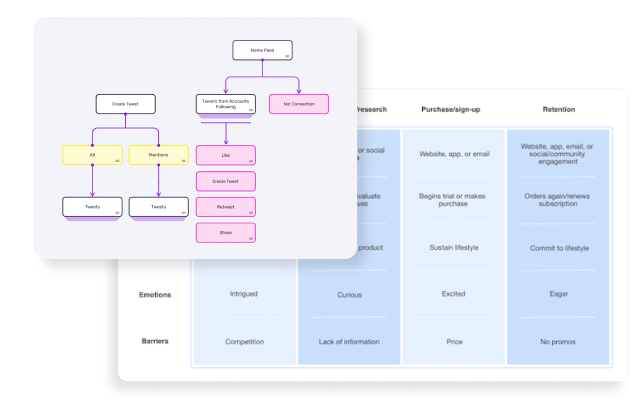 Home Feed
Create Tweet
Tweets from Accounts
Following
Not Connection
All
Mentions
Like
Create Tweet
Tweets
Tweets
Retweet
Share
research
Purchase/sign-up
Retention
or social
Website, app, or email
Website, app, email, or
social/community
engagement
Begins trial or makes
purchase
Orders again/renews
subscription
product
Sustain lifestyle
Commit to lifestyle
Emotions
Intrigued
Curious
Excited
Eager
Barriers
Competition
Lack of information
Price
No promos